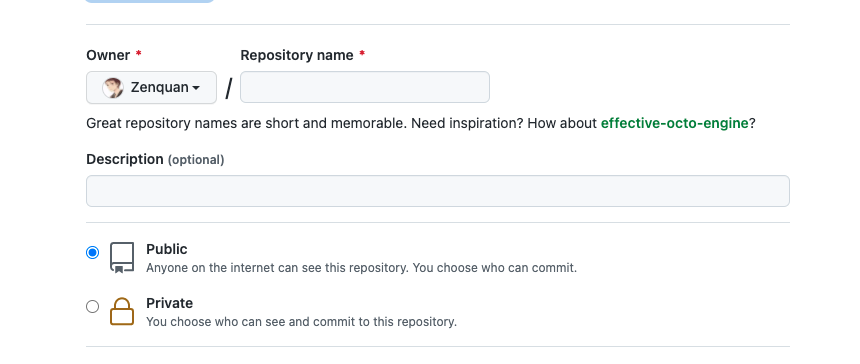 Owner * Repository name *
Zenquan /
Great repository names are short and memorable. Need inspiration? How about effective-octo-engine?
Description (optional)
Public
Anyone on the internet can see this repository. You choose who can commit.
Private
You choose who can see and commit to this repository.